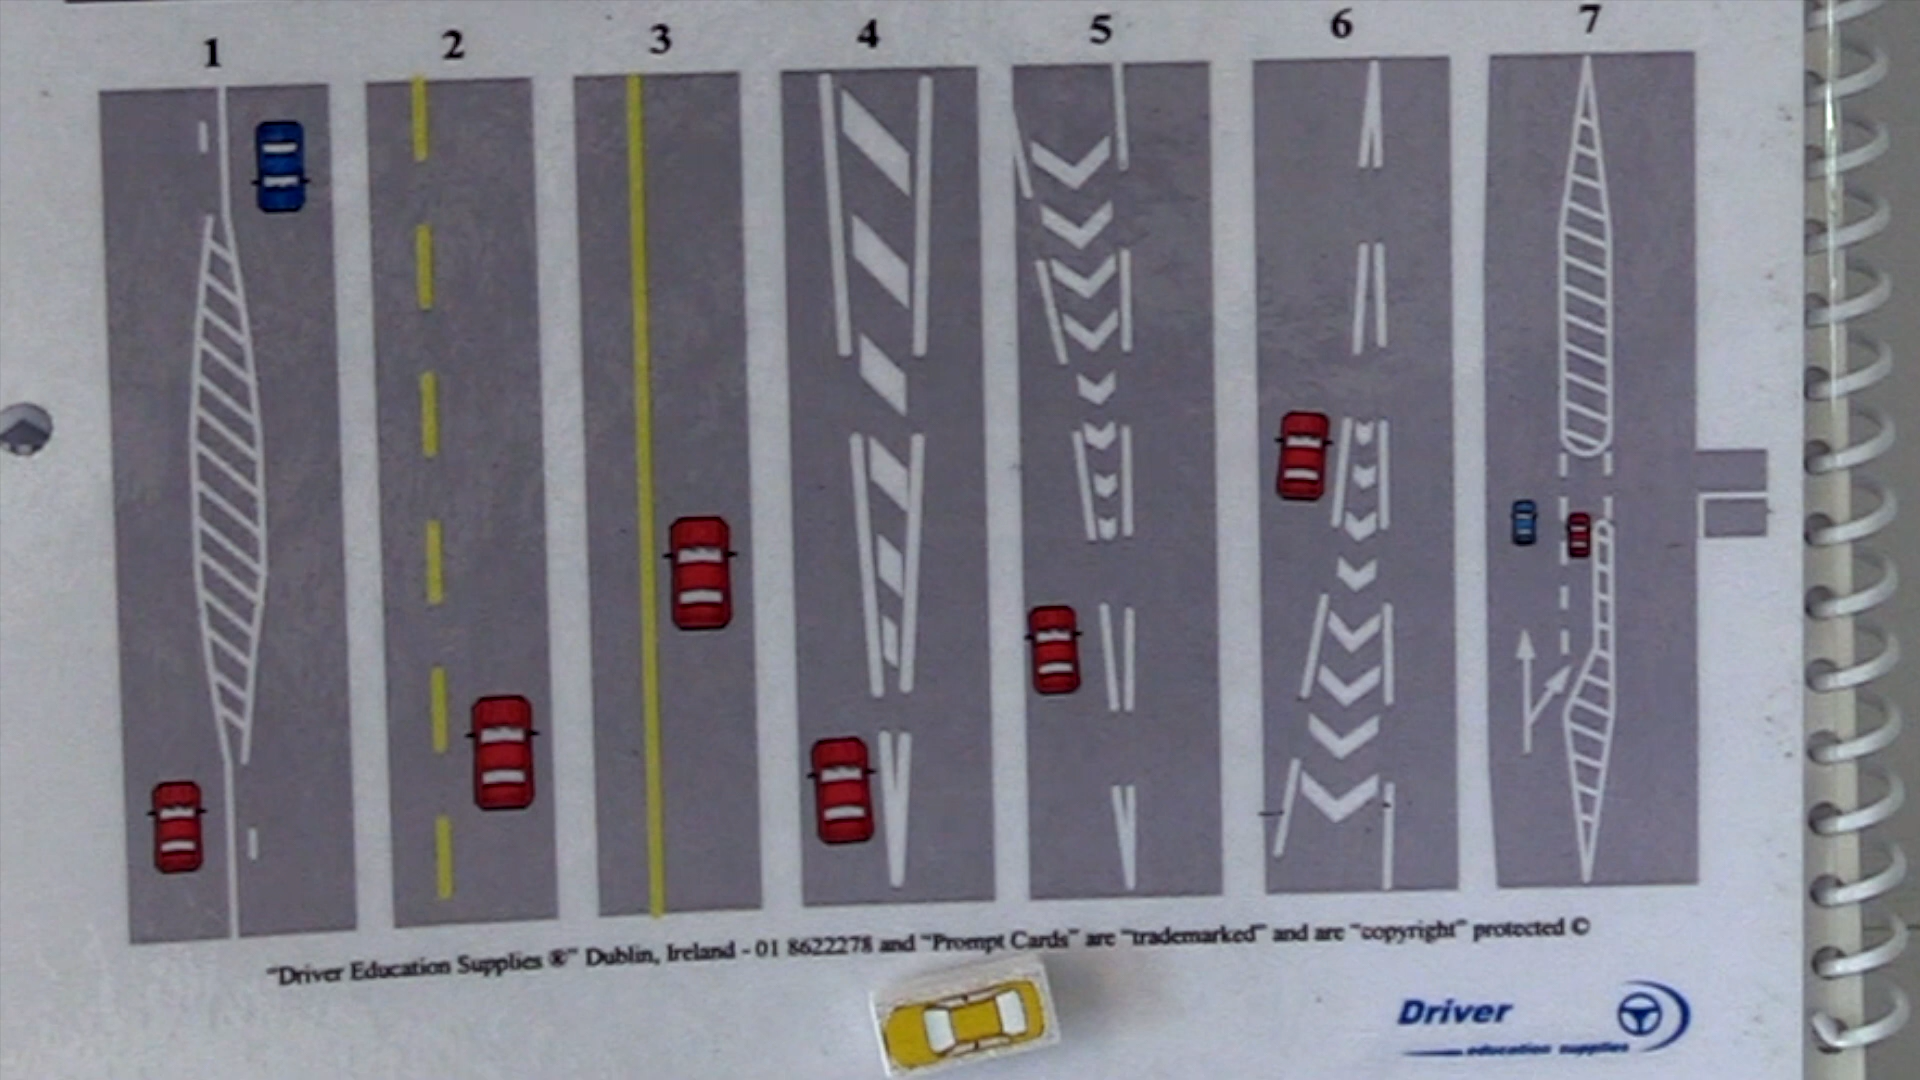 1 2 3 4 5 6 7
"Driver Education Supplies ®" Dublin, Ireland - 01 8622278 and "Prompt Cards" are "trademarked" and are "copyright" protected ©
Driver
education supplies